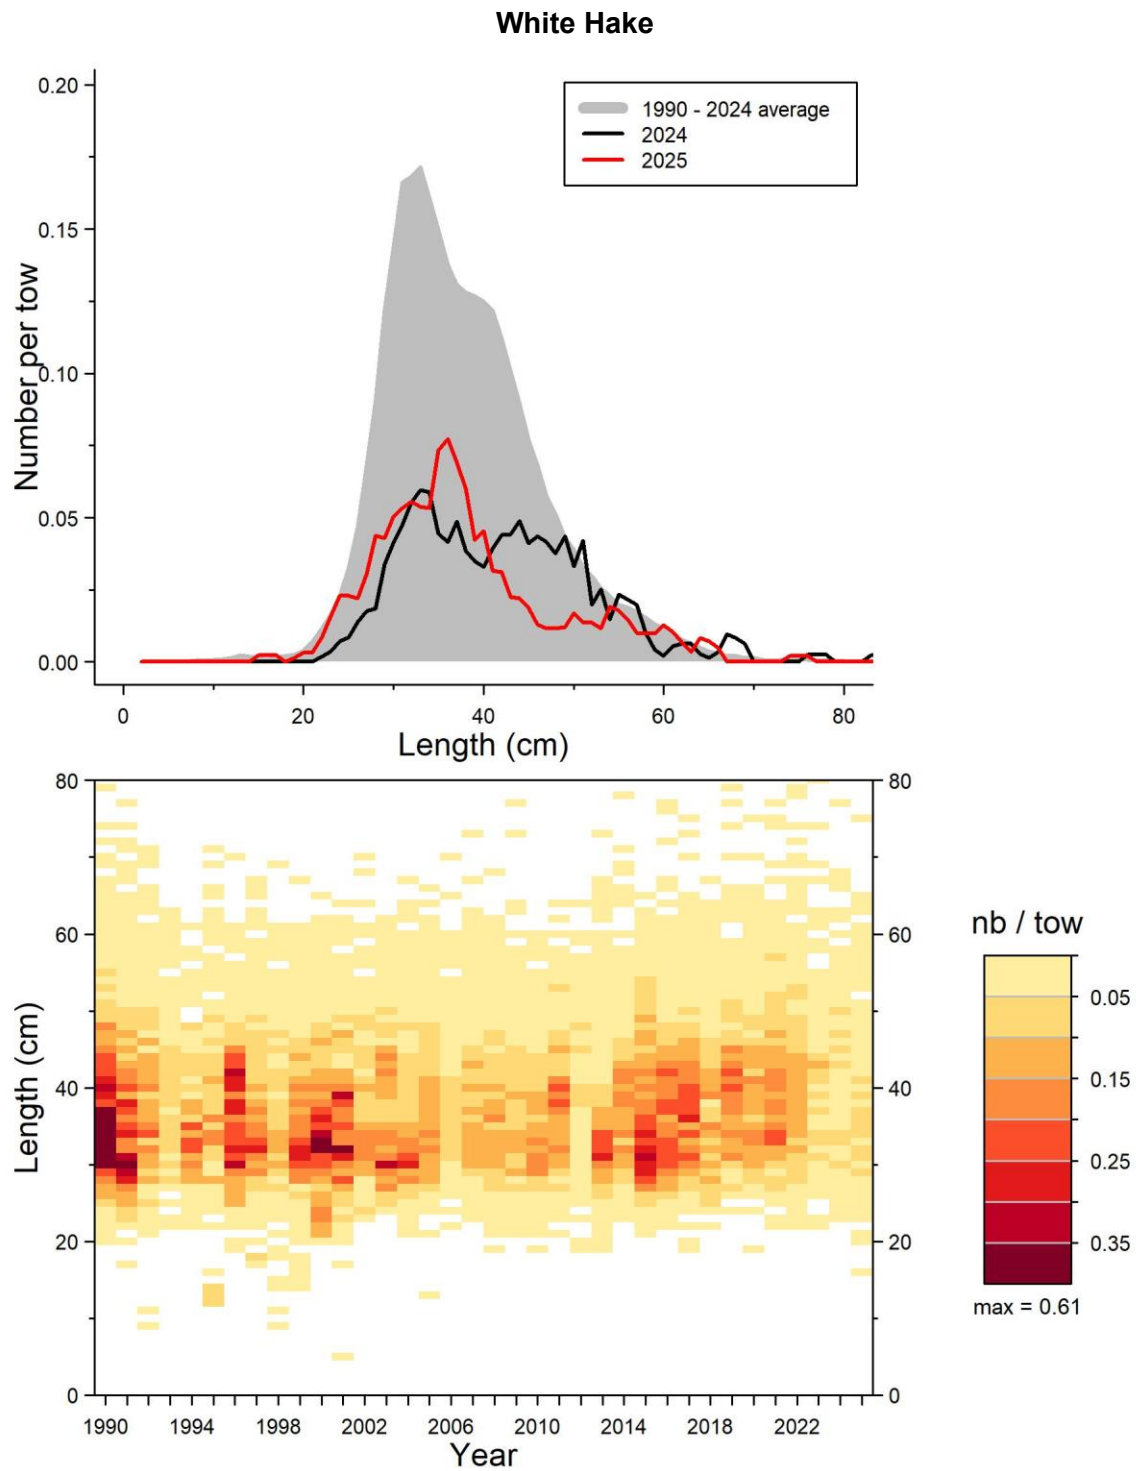 White Hake
0.20
0.15
0.10
0.05
0.00
Number per tow
1990 - 2024 average
2024
2025
0 20 40 60 80
Length (cm)
80
60
40
20
0
Length (cm)
80
60
40
20
0
1990 1994 1998 2002 2006 2010 2014 2018 2022
Year
nb / tow
0.05
0.15
0.25
0.35
max = 0.61